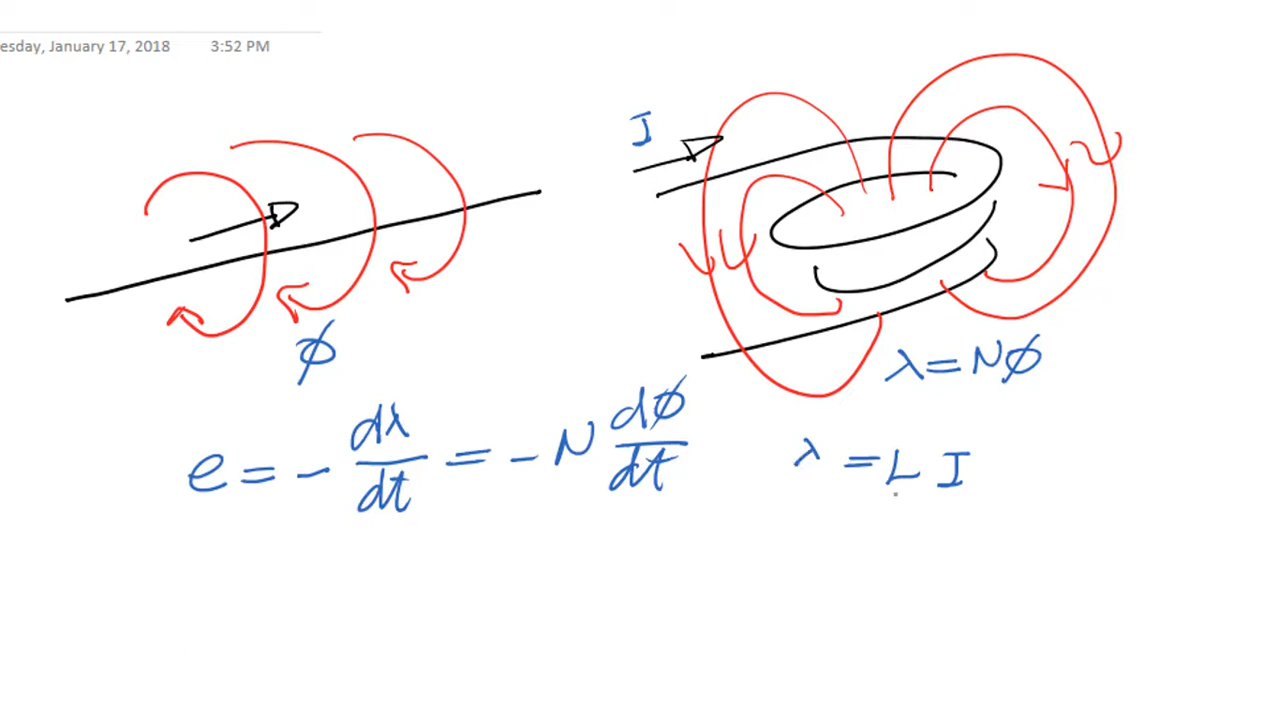 esday, January 17, 2018 3:52 PM
I
ϕ
λ = Nϕ
e = - dλ/dt = - N dϕ/dt
λ = L I